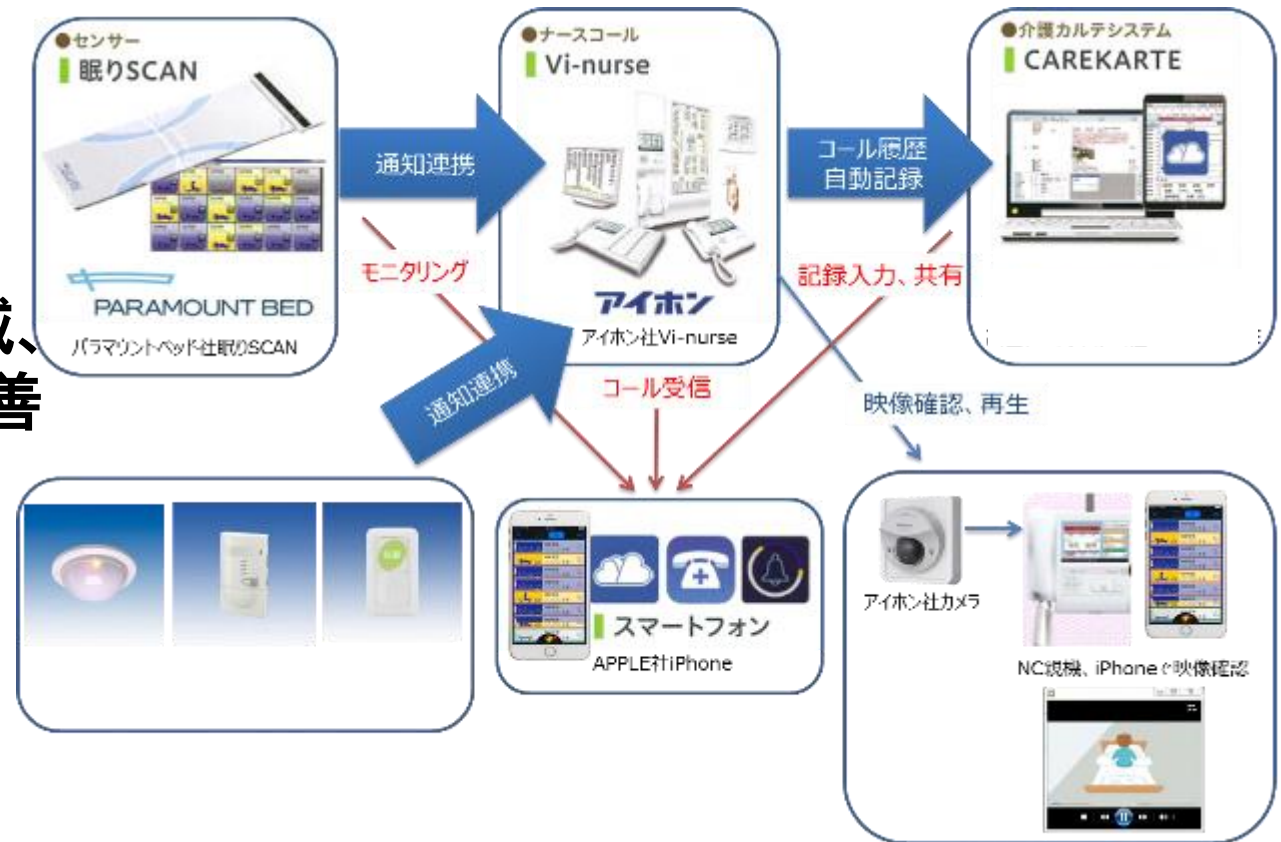 ●センサー
眠りSCAN
PARAMOUNT BED
パラマウントベッド社眠りSCAN
通知連携
●ナースコール
Vi-nurse
アイホン
アイホン社Vi-nurse
コール履歴
自動記録
●介護カルテシステム
CAREKARTE
モニタリング
記録入力、共有
減、
善
通知連携
コール受信
映像確認、再生
スマートフォン
APPLE社iPhone
アイホン社カメラ
NC親機、iPhoneで映像確認